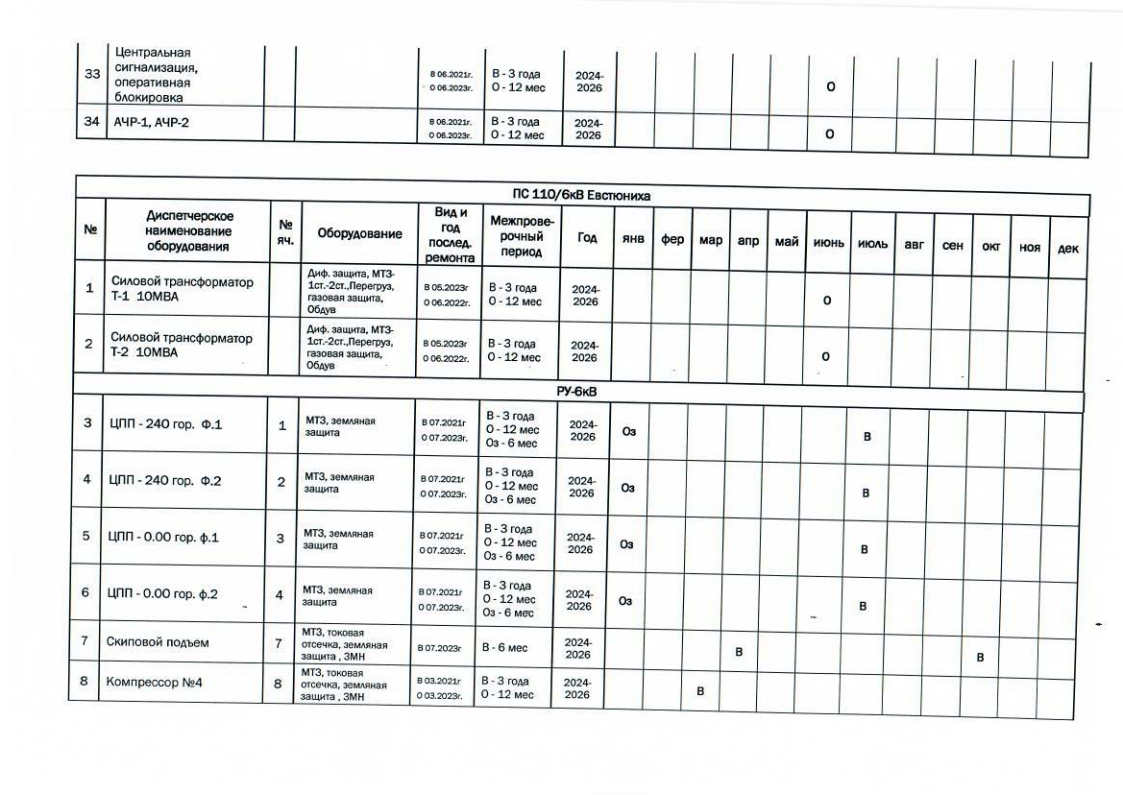 33 Центральная сигнализация, оперативная блокировка В 06.2021г. О 06.2023г. В - 3 года О - 12 мес 2024-2026 О
34 АЧР-1, АЧР-2 В 06.2021г. О 06.2023г. В - 3 года О - 12 мес 2024-2026 О
ПС 110/6кВ Евстюниха
№ Диспетчерское наименование оборудования № яч. Оборудование Вид и год послед. ремонта Межпрове-рочный период Год янв фер мар апр май июнь июль авг сен окт ноя дек
1 Силовой трансформатор Т-1 10МВА Диф. защита, МТЗ-1ст.-2ст.,Перегруз, газовая защита, Обдув В 05.2023г О 06.2022г. В - 3 года О - 12 мес 2024-2026 О
2 Силовой трансформатор Т-2 10МВА Диф. защита, МТЗ-1ст.-2ст.,Перегруз, газовая защита, Обдув В 05.2023г О 06.2022г. В - 3 года О - 12 мес 2024-2026 О
РУ-6кВ
3 ЦПП - 240 гор. Ф.1 1 МТЗ, земляная защита В 07.2021г О 07.2023г. В - 3 года О - 12 мес Оз - 6 мес 2024-2026 Оз В
4 ЦПП - 240 гор. Ф.2 2 МТЗ, земляная защита В 07.2021г О 07.2023г. В - 3 года О - 12 мес Оз - 6 мес 2024-2026 Оз В
5 ЦПП - 0.00 гор. ф.1 3 МТЗ, земляная защита В 07.2021г О 07.2023г. В - 3 года О - 12 мес Оз - 6 мес 2024-2026 Оз В
6 ЦПП - 0.00 гор. ф.2 4 МТЗ, земляная защита В 07.2021г О 07.2023г. В - 3 года О - 12 мес Оз - 6 мес 2024-2026 Оз В
7 Скиповой подъем 7 МТЗ, токовая отсечка, земляная защита , ЗМН В 07.2023г В - 6 мес 2024-2026 В В
8 Компрессор №4 8 МТЗ, токовая отсечка, земляная защита , ЗМН В 03.2021г О 03.2023г. В - 3 года О - 12 мес 2024-2026 В